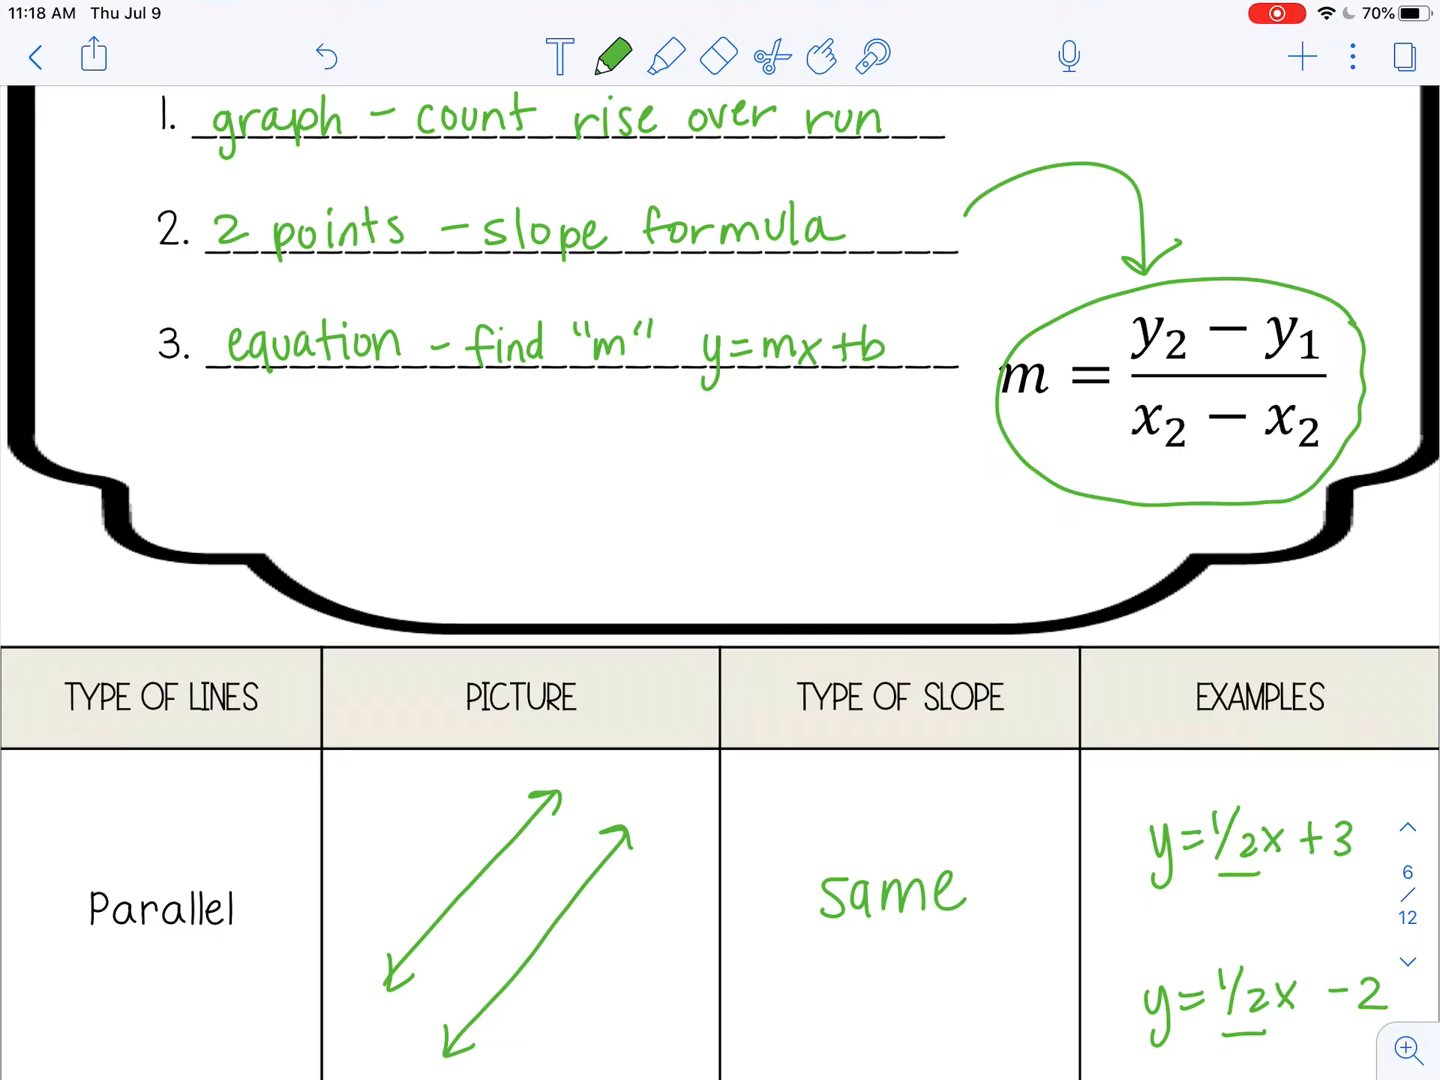 11:18 AM Thu Jul 9
70%
1. graph - count rise over run
2. 2 points - slope formula
3. equation - find "m" y=mx+b
m = y₂ − y₁ / x₂ − x₂
TYPE OF LINES PICTURE TYPE OF SLOPE EXAMPLES
Parallel
same
y=1/2x +3
y=1/2x -2
6
/
12